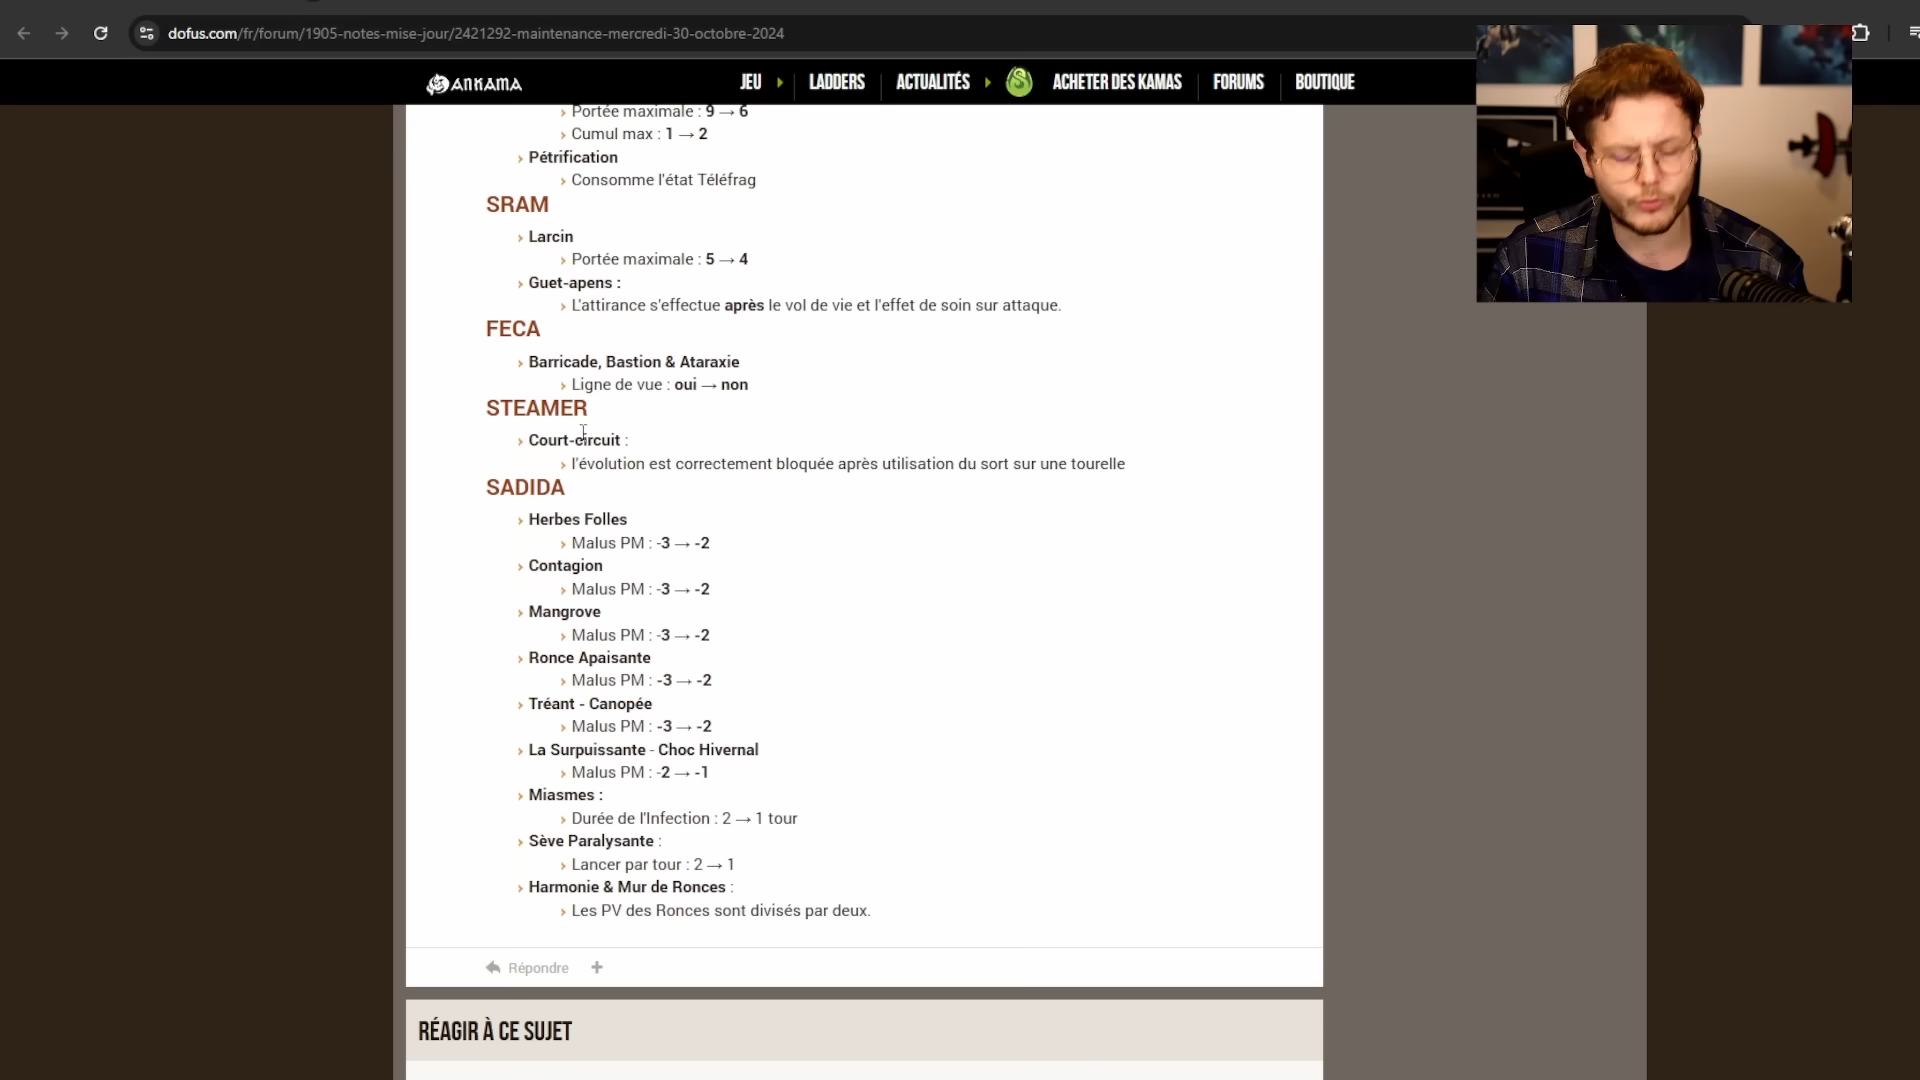 dofus.com/fr/forum/1905-notes-mise-jour/2421292-maintenance-mercredi-30-octobre-2024
ANKAMA
JEU
LADDERS
ACTUALITÉS
ACHETER DES KAMAS
FORUMS
BOUTIQUE
Portée maximale : 9 → 6
Cumul max : 1 → 2
Pétrification
Consomme l'état Téléfrag
SRAM
Larcin
Portée maximale : 5 → 4
Guet-apens :
L'attirance s'effectue après le vol de vie et l'effet de soin sur attaque.
FECA
Barricade, Bastion & Ataraxie
Ligne de vue : oui → non
STEAMER
Court-circuit :
l'évolution est correctement bloquée après utilisation du sort sur une tourelle
SADIDA
Herbes Folles
Malus PM : -3 → -2
Contagion
Malus PM : -3 → -2
Mangrove
Malus PM : -3 → -2
Ronce Apaisante
Malus PM : -3 → -2
Tréant - Canopée
Malus PM : -3 → -2
La Surpuissante - Choc Hivernal
Malus PM : -2 → -1
Miasmes :
Durée de l'Infection : 2 → 1 tour
Sève Paralysante :
Lancer par tour : 2 → 1
Harmonie & Mur de Ronces :
Les PV des Ronces sont divisés par deux.
Répondre
RÉAGIR À CE SUJET